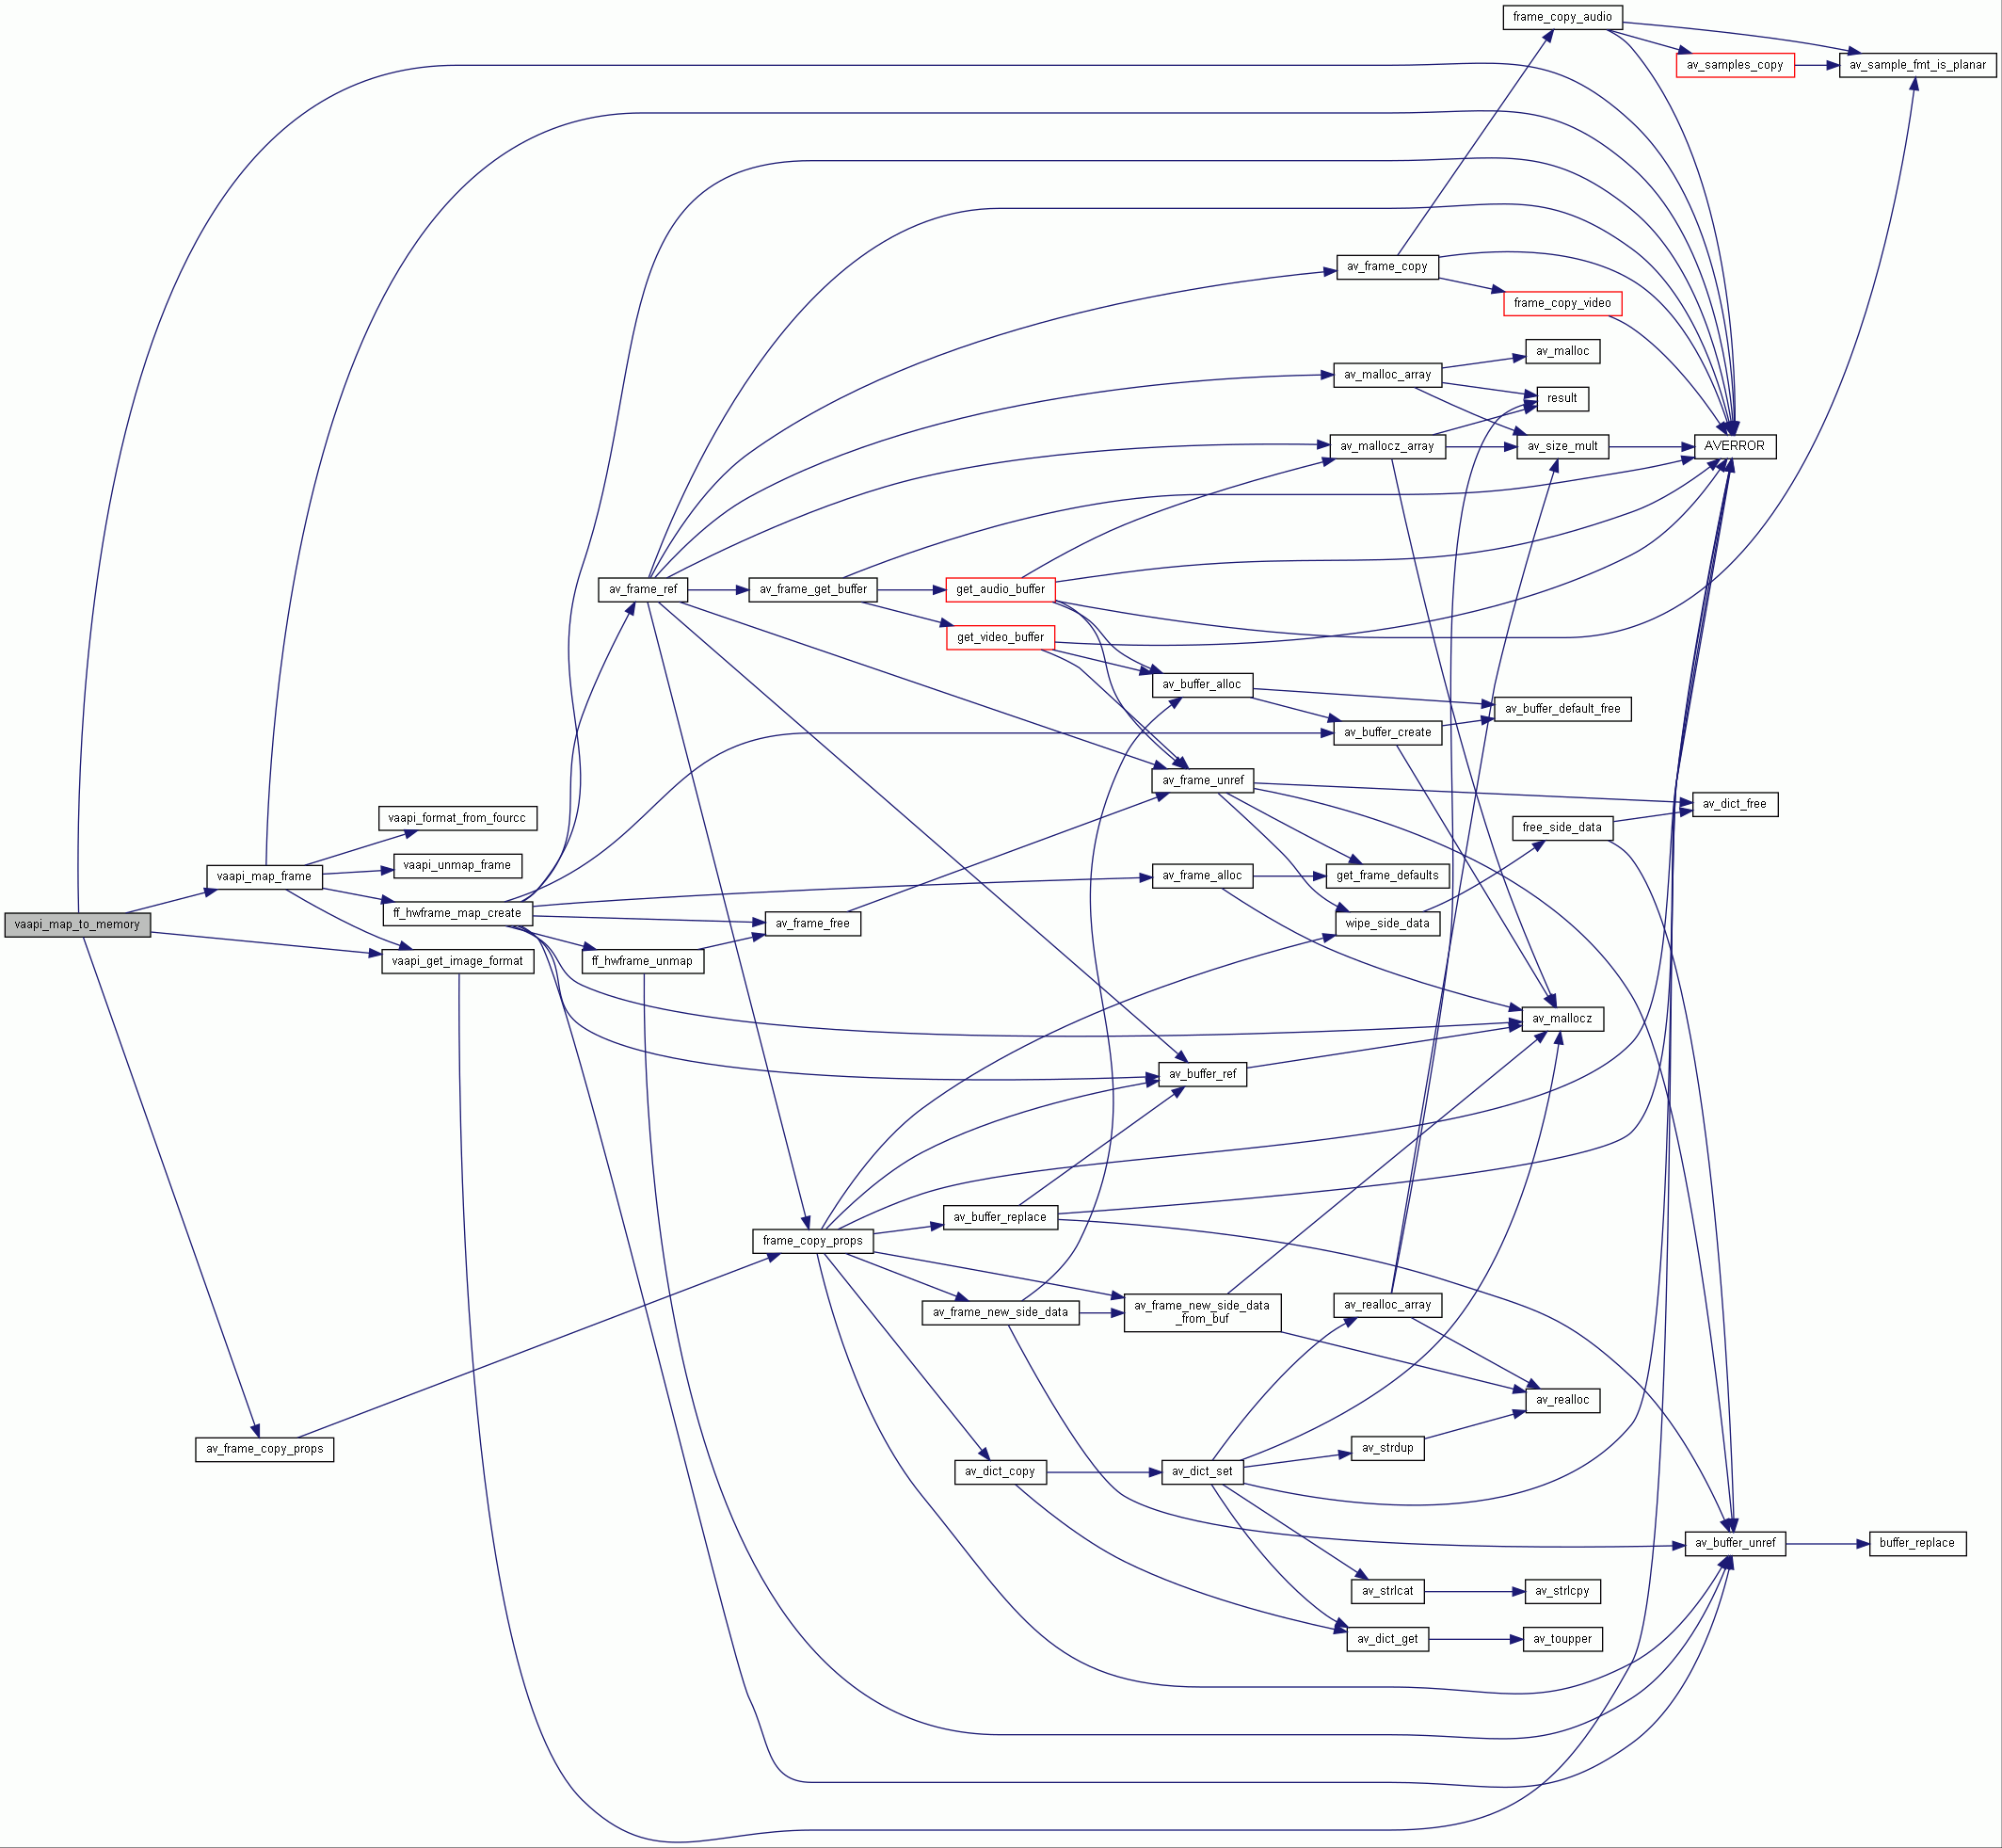 frame_copy_audio
av_samples_copy
av_sample_fmt_is_planar
av_frame_copy
frame_copy_video
av_malloc
av_malloc_array
result
av_mallocz_array
av_size_mult
AVERROR
av_frame_ref
av_frame_get_buffer
get_audio_buffer
get_video_buffer
av_buffer_alloc
av_buffer_default_free
av_buffer_create
av_frame_unref
av_dict_free
vaapi_format_from_fourcc
free_side_data
vaapi_unmap_frame
vaapi_map_frame
av_frame_alloc
get_frame_defaults
ff_hwframe_map_create
vaapi_map_to_memory
av_frame_free
wipe_side_data
vaapi_get_image_format
ff_hwframe_unmap
av_mallocz
av_buffer_ref
av_buffer_replace
frame_copy_props
av_frame_new_side_data
av_frame_new_side_data
_from_buf
av_realloc_array
av_realloc
av_frame_copy_props
av_strdup
av_dict_copy
av_dict_set
av_buffer_unref
buffer_replace
av_strlcat
av_strlcpy
av_dict_get
av_toupper